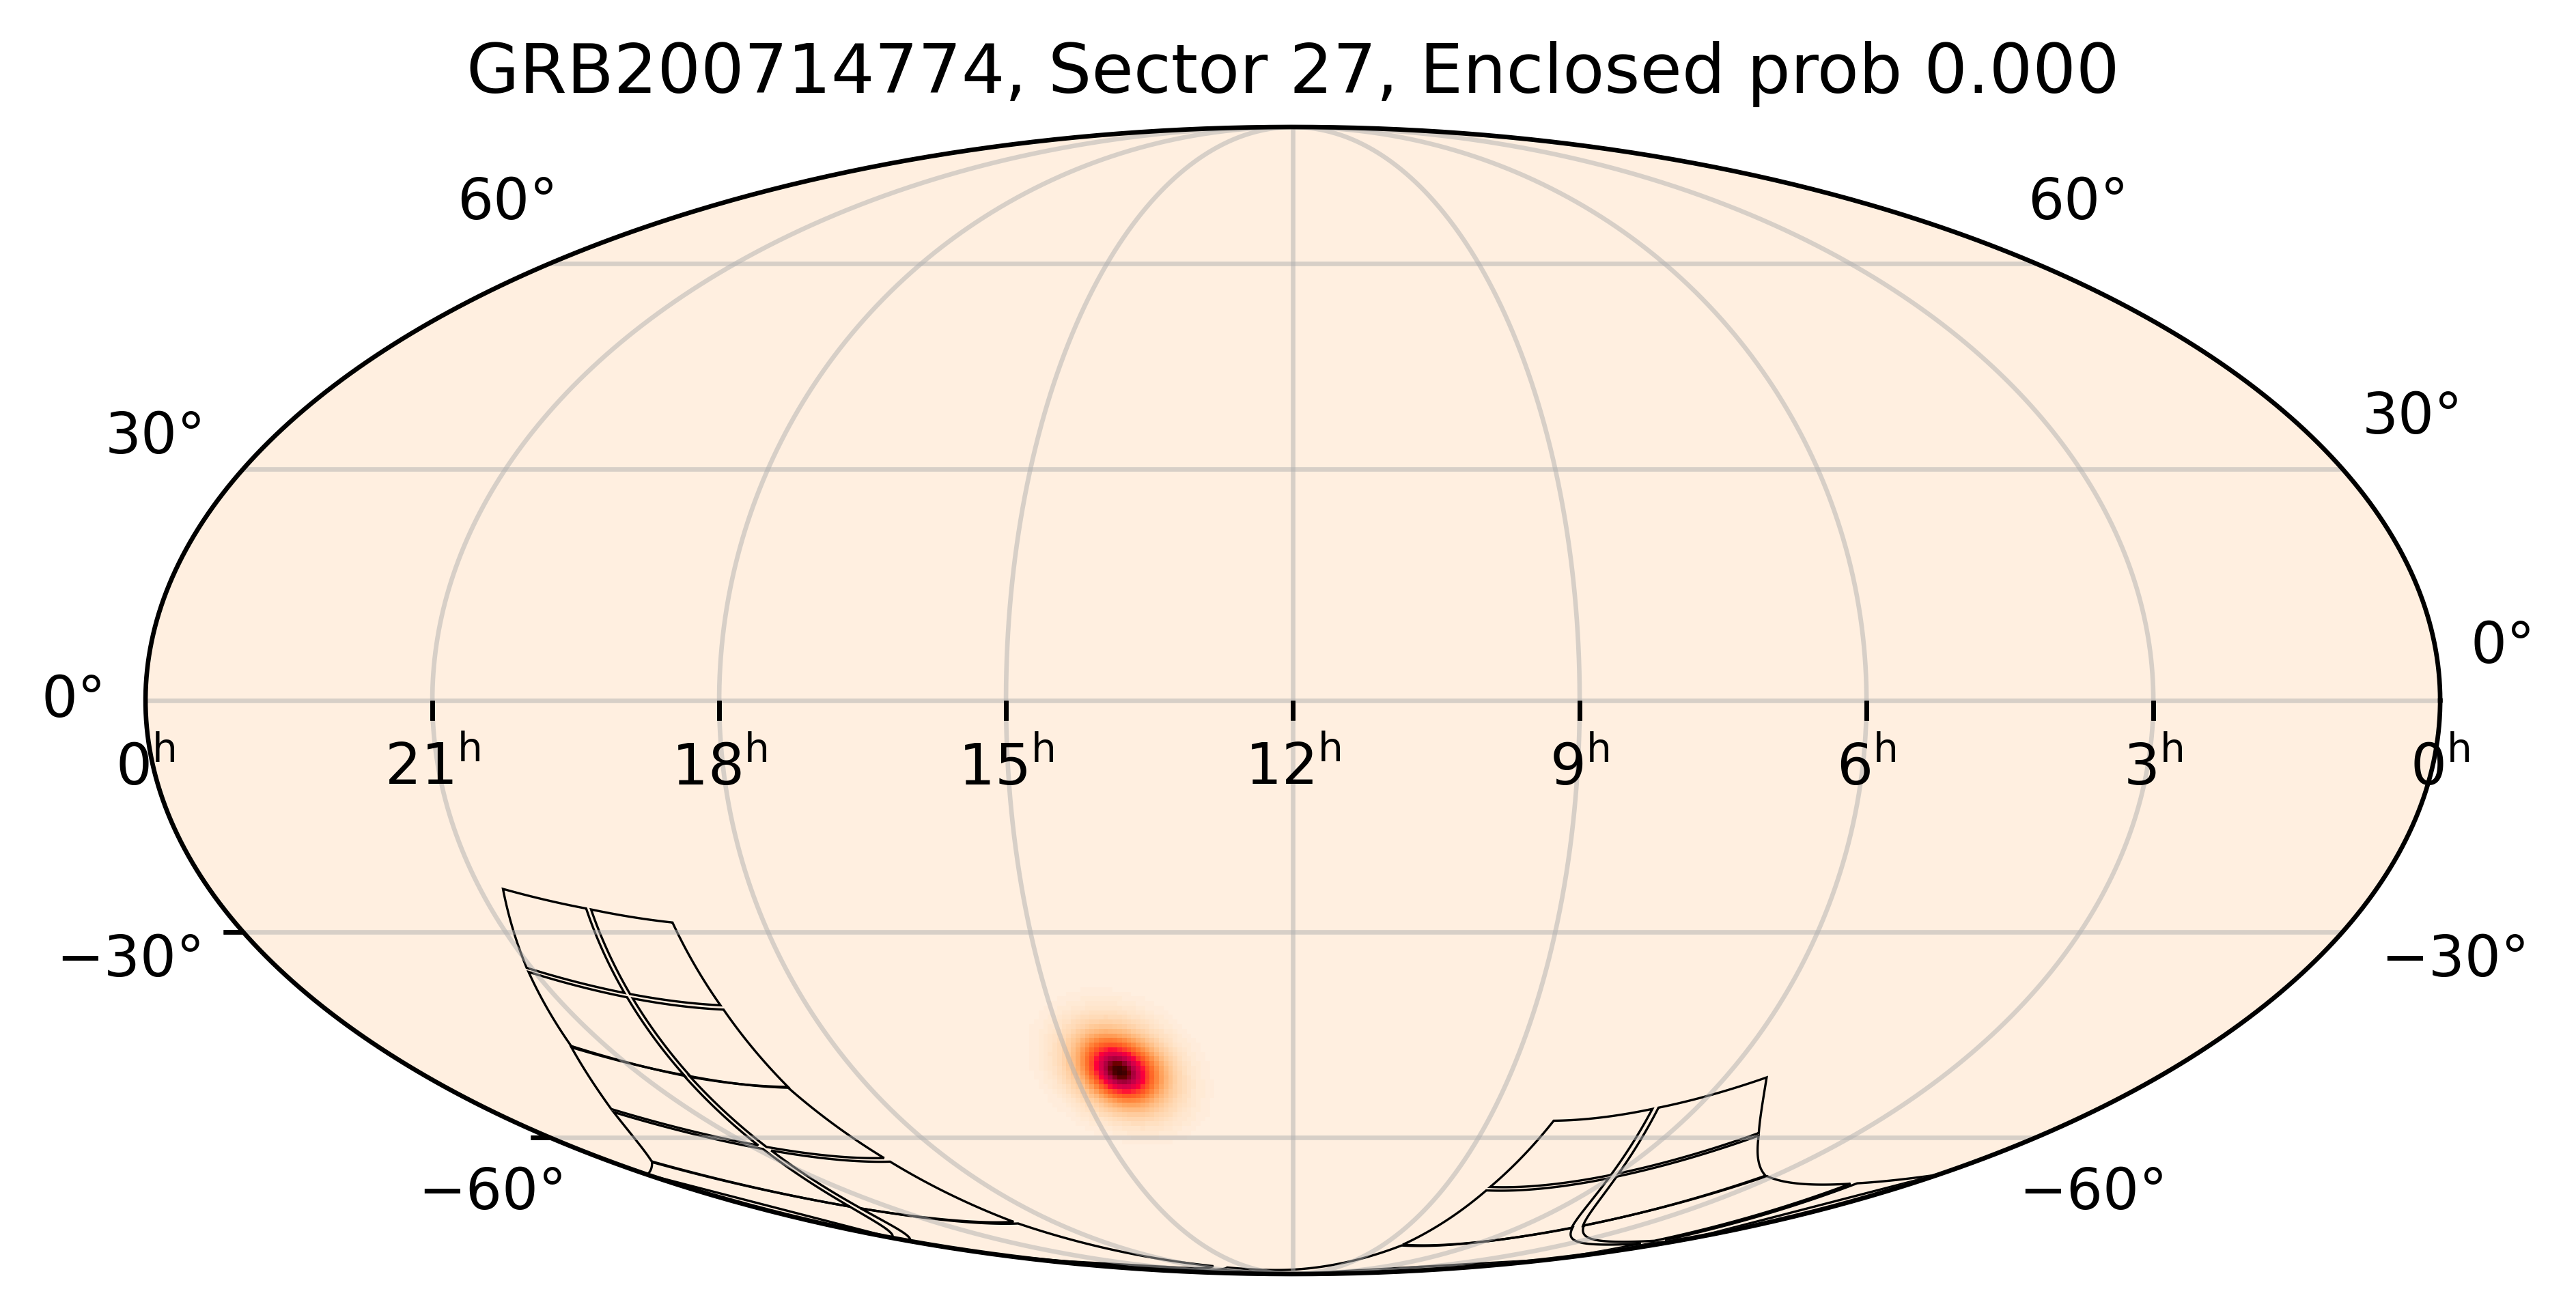 GRB200714774, Sector 27, Enclosed prob 0.000
60° 60°
30° 30°
0° 0°
0h 21h 18h 15h 12h 9h 6h 3h 0h
−30° −30°
−60° −60°